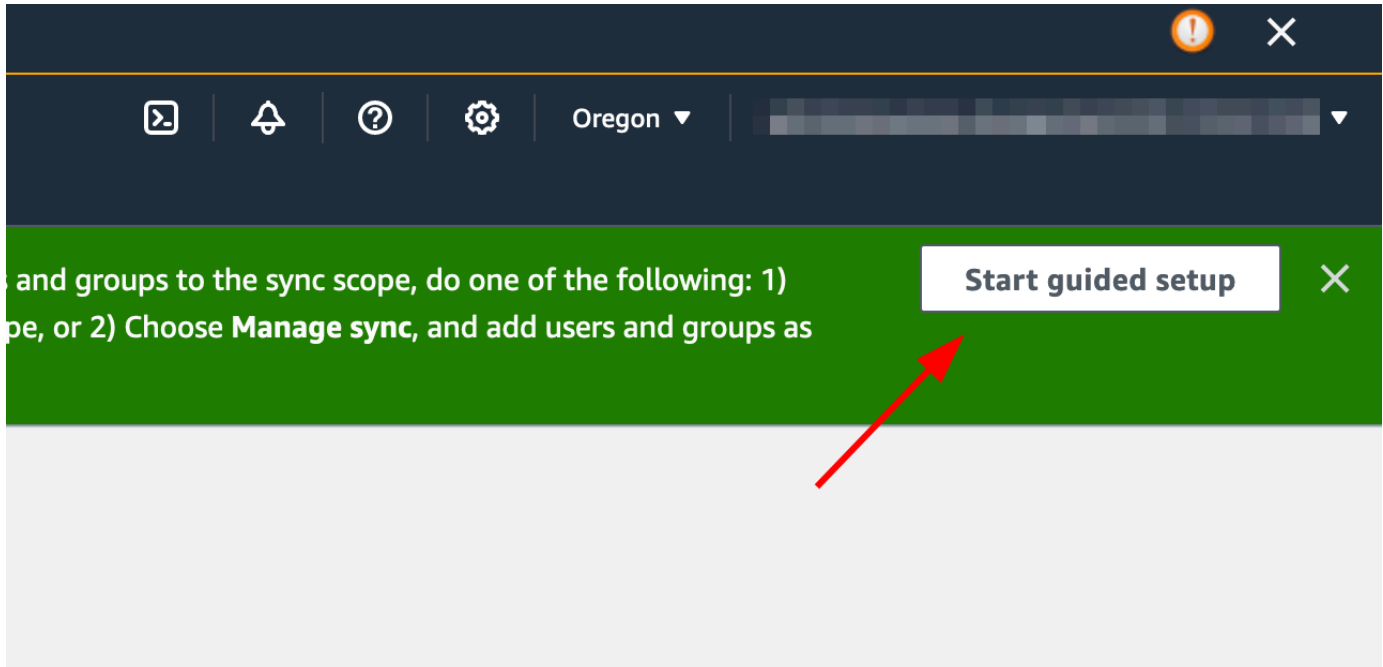 Oregon
and groups to the sync scope, do one of the following: 1)
Start guided setup
pe, or 2) Choose Manage sync, and add users and groups as